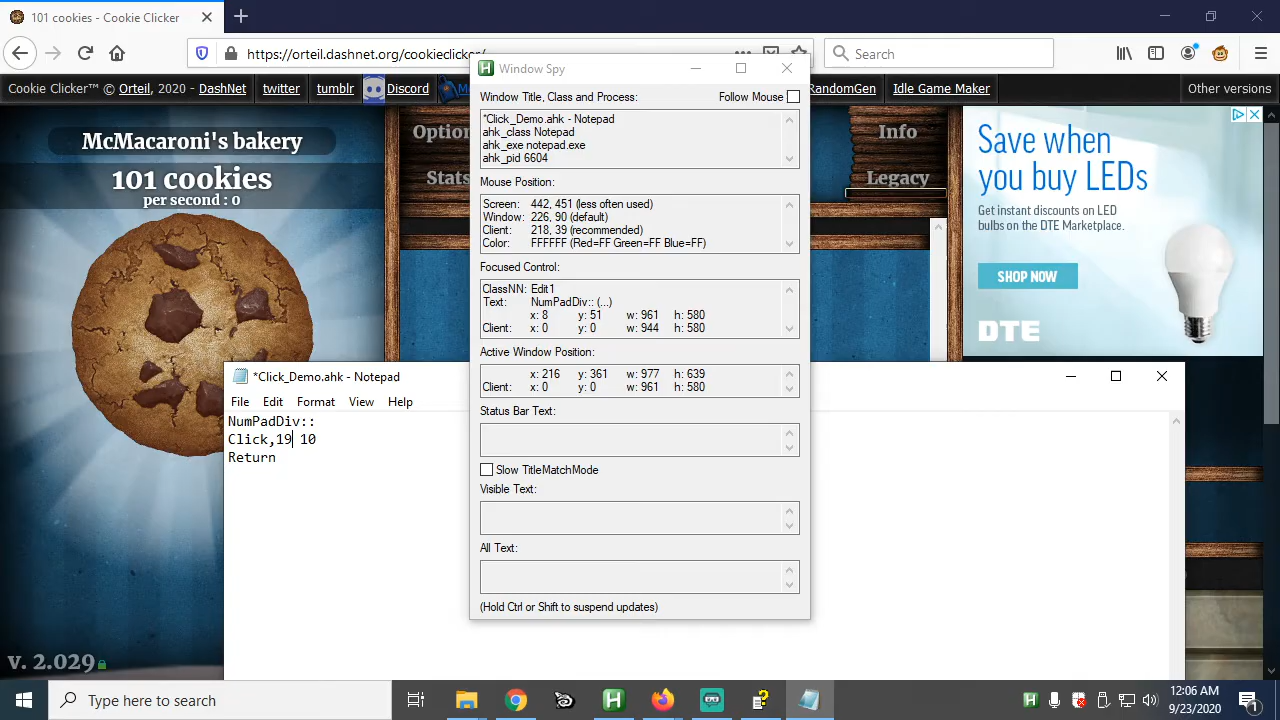 101 cookies - Cookie Clicker
https://orteil.dashnet.org/cookieclicker/
Search
Cookie Clicker™ © Orteil, 2020 - DashNet
twitter
tumblr
Discord
RandomGen
Idle Game Maker
Other versions
McMacaroni's bakery
101 cookies
per second : 0
Option
Stats
Info
Legacy
Save when
you buy LEDs
Get instant discounts on LED
bulbs on the DTE Marketplace.
SHOP NOW
DTE
v. 2.029
Window Spy
Window Title, Class and Process:
Follow Mouse
*Click_Demo.ahk - Notepad
ahk_class Notepad
ahk_exe notepad.exe
ahk_pid 6604
Mouse Position:
Screen: 442, 451 (less often used)
Window: 226, 90 (default)
Client: 218, 39 (recommended)
Color: FFFFFF (Red=FF Green=FF Blue=FF)
Focused Control:
ClassNN: Edit1
Text: NumPadDiv:: (...)
x: 8 y: 51 w: 961 h: 580
Client: x: 0 y: 0 w: 944 h: 580
Active Window Position:
x: 216 y: 361 w: 977 h: 639
Client: x: 0 y: 0 w: 961 h: 580
Status Bar Text:
Slow TitleMatchMode
Visible Text:
All Text:
(Hold Ctrl or Shift to suspend updates)
*Click_Demo.ahk - Notepad
File Edit Format View Help
NumPadDiv::
Click,19 10
Return
Type here to search
12:06 AM
9/23/2020
1